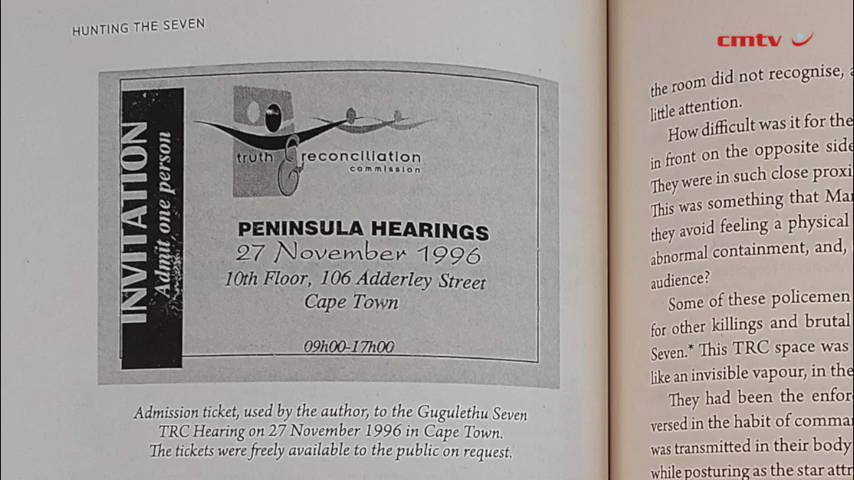 HUNTING THE SEVEN
cmtv
INVITATION
Admit one person
truth & reconciliation
commission
PENINSULA HEARINGS
27 November 1996
10th Floor, 106 Adderley Street
Cape Town
09h00-17h00
Admission ticket, used by the author, to the Gugulethu Seven
TRC Hearing on 27 November 1996 in Cape Town.
The tickets were freely available to the public on request.
the room did not recognise,
little attention.
How difficult was it for the
in front on the opposite side
They were in such close proxi
This was something that Mar
they avoid feeling a physical
abnormal containment, and,
audience?
Some of these policemen
for other killings and brutal
Seven.* This TRC space was
like an invisible vapour, in the
They had been the enfor
versed in the habit of comma
was transmitted in their body
while posturing as the star attr